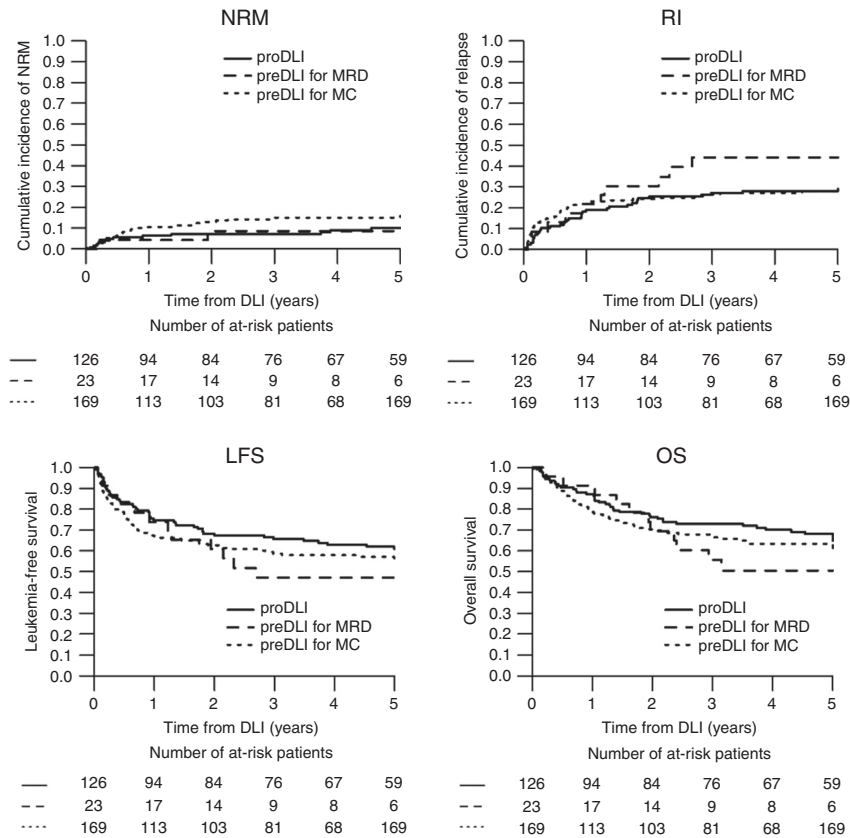 NRM
Cumulative incidence of NRM
1.0
0.9
0.8
0.7
0.6
0.5
0.4
0.3
0.2
0.1
0.0
proDLI
preDLI for MRD
preDLI for MC
0 1 2 3 4 5
Time from DLI (years)
Number of at-risk patients
126 94 84 76 67 59
23 17 14 9 8 6
169 113 103 81 68 169
RI
Cumulative incidence of relapse
1.0
0.9
0.8
0.7
0.6
0.5
0.4
0.3
0.2
0.1
0.0
proDLI
preDLI for MRD
preDLI for MC
0 1 2 3 4 5
Time from DLI (years)
Number of at-risk patients
126 94 84 76 67 59
23 17 14 9 8 6
169 113 103 81 68 169
LFS
Leukemia-free survival
1.0
0.9
0.8
0.7
0.6
0.5
0.4
0.3
0.2
0.1
0.0
proDLI
preDLI for MRD
preDLI for MC
0 1 2 3 4 5
Time from DLI (years)
Number of at-risk patients
126 94 84 76 67 59
23 17 14 9 8 6
169 113 103 81 68 169
OS
Overall survival
1.0
0.9
0.8
0.7
0.6
0.5
0.4
0.3
0.2
0.1
0.0
proDLI
preDLI for MRD
preDLI for MC
0 1 2 3 4 5
Time from DLI (years)
Number of at-risk patients
126 94 84 76 67 59
23 17 14 9 8 6
169 113 103 81 68 169